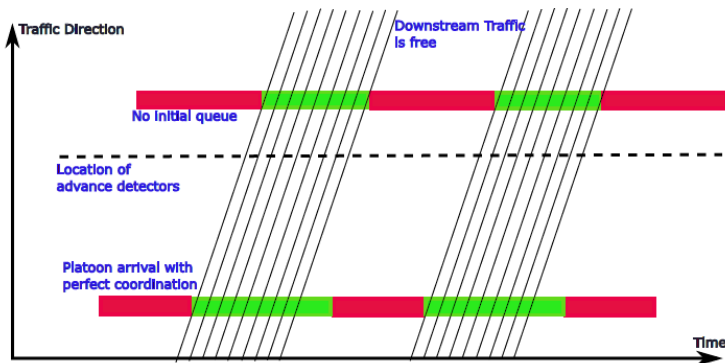 Traffic Direction
Downstream Traffic
is free
No initial queue
Location of
advance detectors
Platoon arrival with
perfect coordination
Time